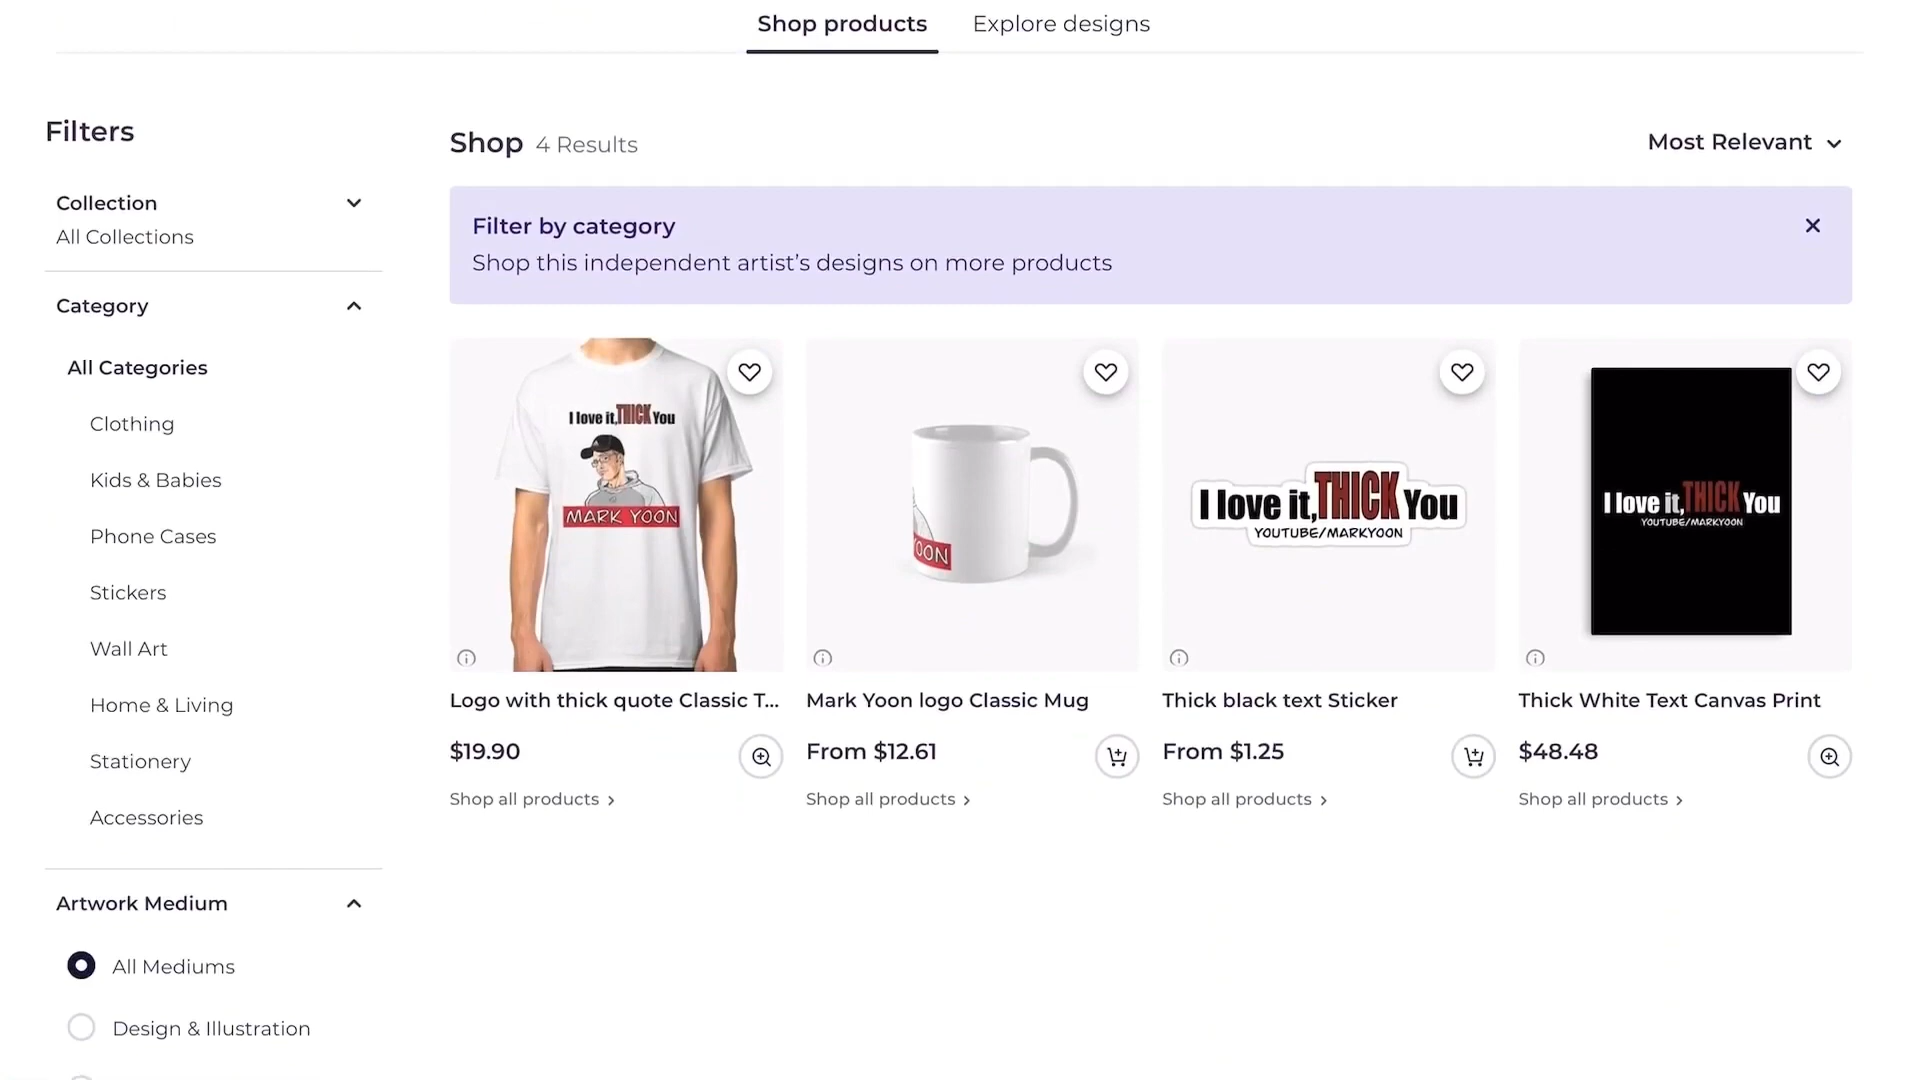 Shop products
Explore designs
Filters
Collection
All Collections
Category
All Categories
Clothing
Kids & Babies
Phone Cases
Stickers
Wall Art
Home & Living
Stationery
Accessories
Artwork Medium
All Mediums
Design & Illustration
Shop 4 Results
Most Relevant
Filter by category
Shop this independent artist’s designs on more products
I love it,THICK You
MARK YOON
Logo with thick quote Classic T...
$19.90
Shop all products
OON
Mark Yoon logo Classic Mug
From $12.61
Shop all products
I love it,THICK You
YOUTUBE/MARKYOON
Thick black text Sticker
From $1.25
Shop all products
I love it,THICK You
YOUTUBE/MARKYOON
Thick White Text Canvas Print
$48.48
Shop all products